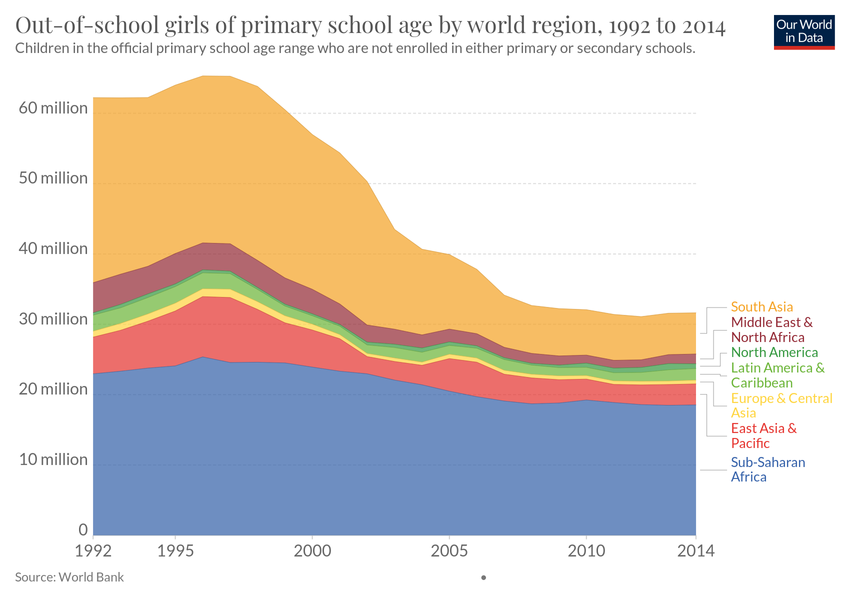 Out-of-school girls of primary school age by world region, 1992 to 2014
Our World
in Data
Children in the official primary school age range who are not enrolled in either primary or secondary schools.
60 million
50 million
40 million
30 million
20 million
10 million
0
1992
1995
2000
2005
2010
2014
South Asia
Middle East &
North Africa
North America
Latin America &
Caribbean
Europe & Central
Asia
East Asia &
Pacific
Sub-Saharan
Africa
Source: World Bank